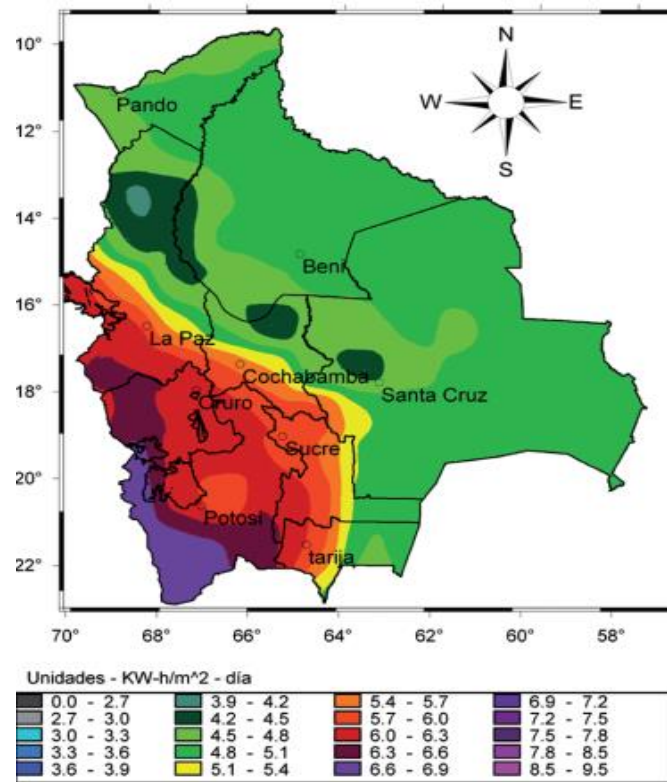 N
W E
S
10°
12°
14°
16°
18°
20°
22°
Pando
Beni
La Paz
Cochabamba
Santa Cruz
Oruro
Sucre
Potosi
tarija
70° 68° 66° 64° 62° 60° 58°
Unidades - KW-h/m^2 - día
0.0 - 2.7 3.9 - 4.2 5.4 - 5.7 6.9 - 7.2
2.7 - 3.0 4.2 - 4.5 5.7 - 6.0 7.2 - 7.5
3.0 - 3.3 4.5 - 4.8 6.0 - 6.3 7.5 - 7.8
3.3 - 3.6 4.8 - 5.1 6.3 - 6.6 7.8 - 8.5
3.6 - 3.9 5.1 - 5.4 6.6 - 6.9 8.5 - 9.5